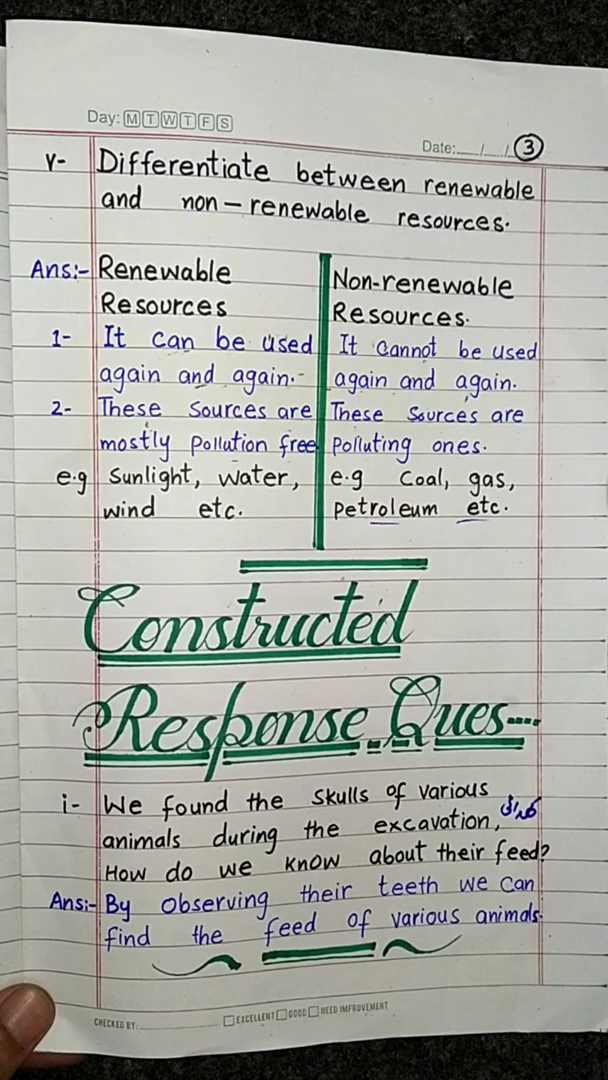 Day: M T W T F S
Date:__/__/ 3
v- Differentiate between renewable
and non-renewable resources.
Ans:- Renewable
Resources
1- It can be used
again and again.-
2- These Sources are
mostly pollution free
e.g Sunlight, water,
wind etc.
Non-renewable
Resources.
It cannot be used
again and again.
These Sources are
Polluting ones.
e.g Coal, gas,
petroleum etc.
Constructed
Response Ques....
i- We found the skulls of various
animals during the excavation, کھدائی
How do we know about their feed?
Ans:- By observing their teeth we can
find the feed of various animals.
CHECKED BY: EXCELLENT GOOD NEED IMPROVEMENT